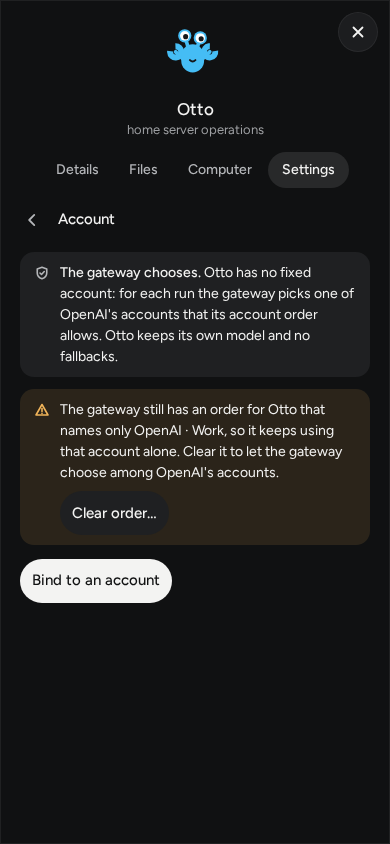 Otto
home server operations
Details Files Computer Settings
Account
The gateway chooses. Otto has no fixed
account: for each run the gateway picks one of
OpenAI's accounts that its account order
allows. Otto keeps its own model and no
fallbacks.
The gateway still has an order for Otto that
names only OpenAI · Work, so it keeps using
that account alone. Clear it to let the gateway
choose among OpenAI's accounts.
Clear order...
Bind to an account